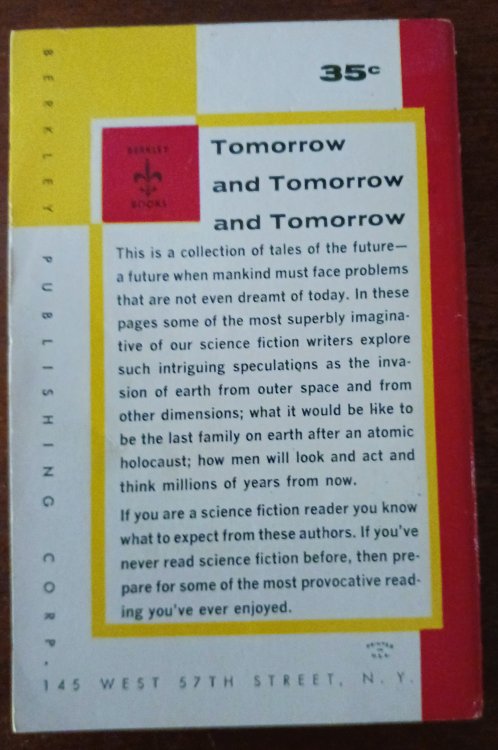 35c
BERKLEY
BOOKS
Tomorrow
and Tomorrow
and Tomorrow
This is a collection of tales of the future—
a future when mankind must face problems
that are not even dreamt of today. In these
pages some of the most superbly imagina-
tive of our science fiction writers explore
such intriguing speculations as the inva-
sion of earth from outer space and from
other dimensions; what it would be like to
be the last family on earth after an atomic
holocaust; how men will look and act and
think millions of years from now.
If you are a science fiction reader you know
what to expect from these authors. If you've
never read science fiction before, then pre-
pare for some of the most provocative read-
ing you've ever enjoyed.
PRINTED
IN
U.S.A.
BERKLEY PUBLISHING CORP.
145 WEST 57TH STREET, N. Y.